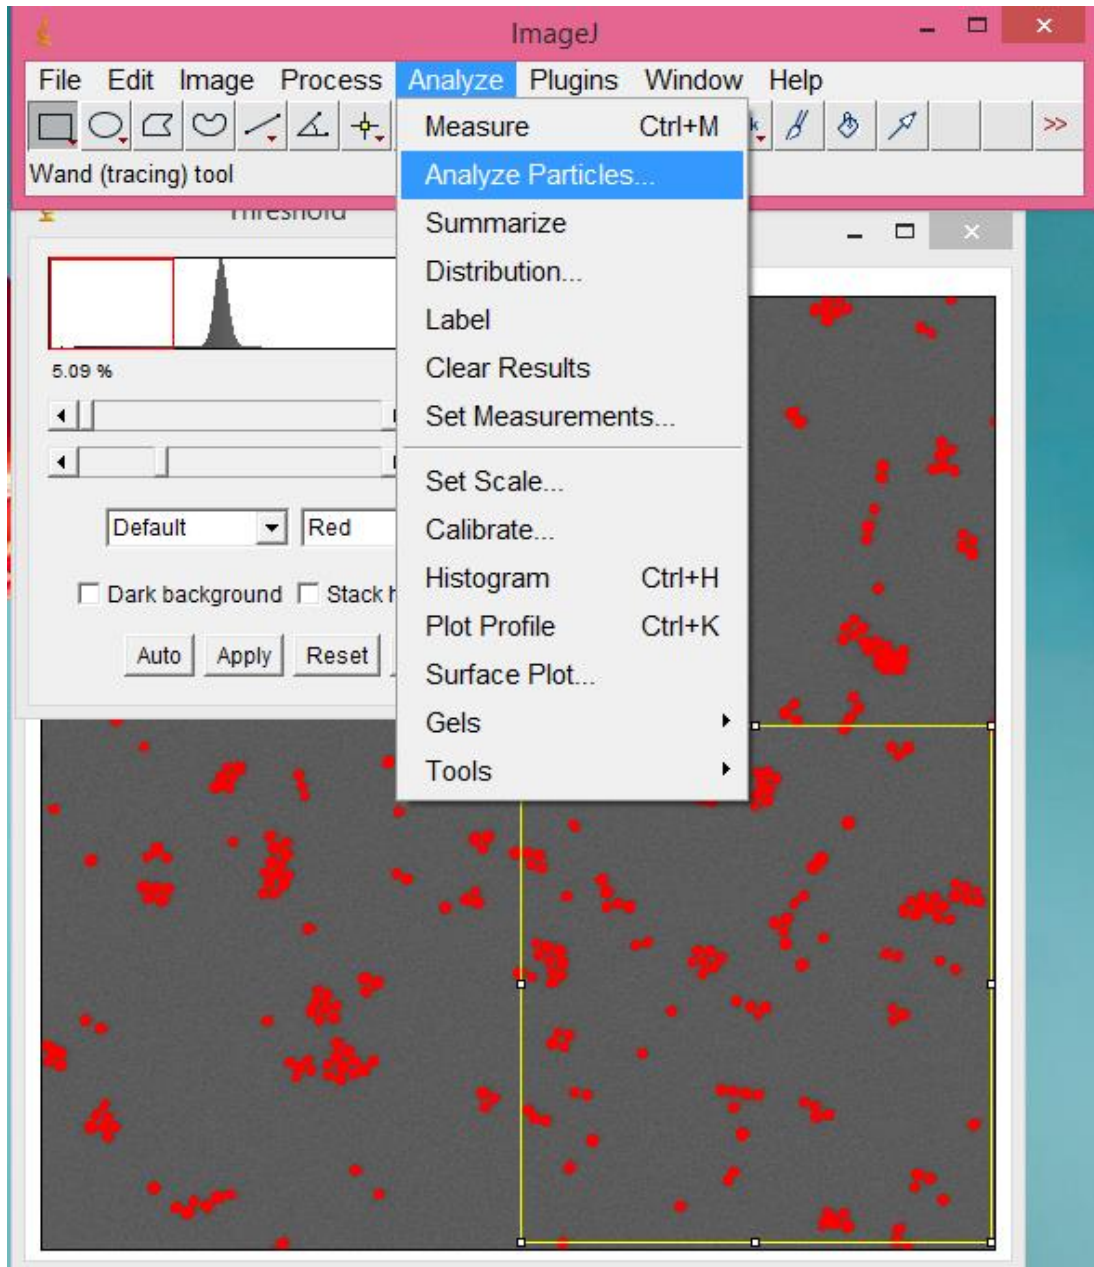 ImageJ
File Edit Image Process Analyze Plugins Window Help
Wand (tracing) tool
Measure Ctrl+M
Analyze Particles...
Summarize
Distribution...
Label
Clear Results
Set Measurements...
Set Scale...
Calibrate...
Histogram Ctrl+H
Plot Profile Ctrl+K
Surface Plot...
Gels
Tools
Threshold
5.09 %
Default Red
Dark background Stack
Auto Apply Reset
>>